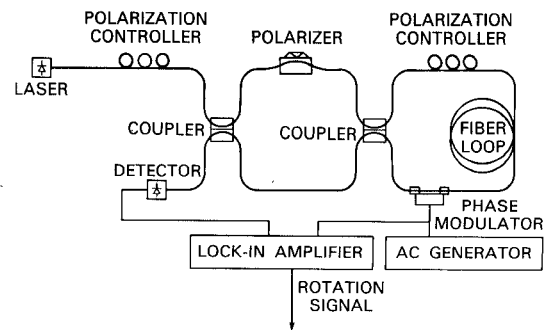 POLARIZATION
CONTROLLER
POLARIZER
POLARIZATION
CONTROLLER
LASER
COUPLER
COUPLER
FIBER
LOOP
DETECTOR
PHASE
MODULATOR
LOCK-IN AMPLIFIER
AC GENERATOR
ROTATION
SIGNAL